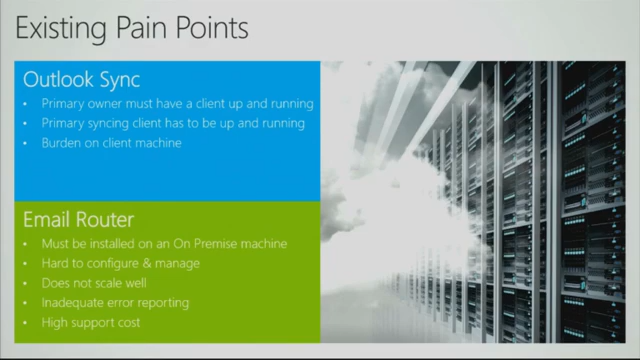 Existing Pain Points
Outlook Sync
• Primary owner must have a client up and running
• Primary syncing client has to be up and running
• Burden on client machine
Email Router
• Must be installed on an On Premise machine
• Hard to configure & manage
• Does not scale well
• Inadequate error reporting
• High support cost